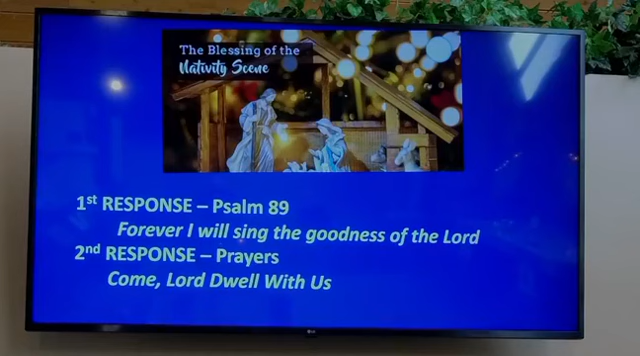 The Blessing of the
Nativity Scene
1st RESPONSE – Psalm 89
Forever I will sing the goodness of the Lord
2nd RESPONSE – Prayers
Come, Lord Dwell With Us
LG